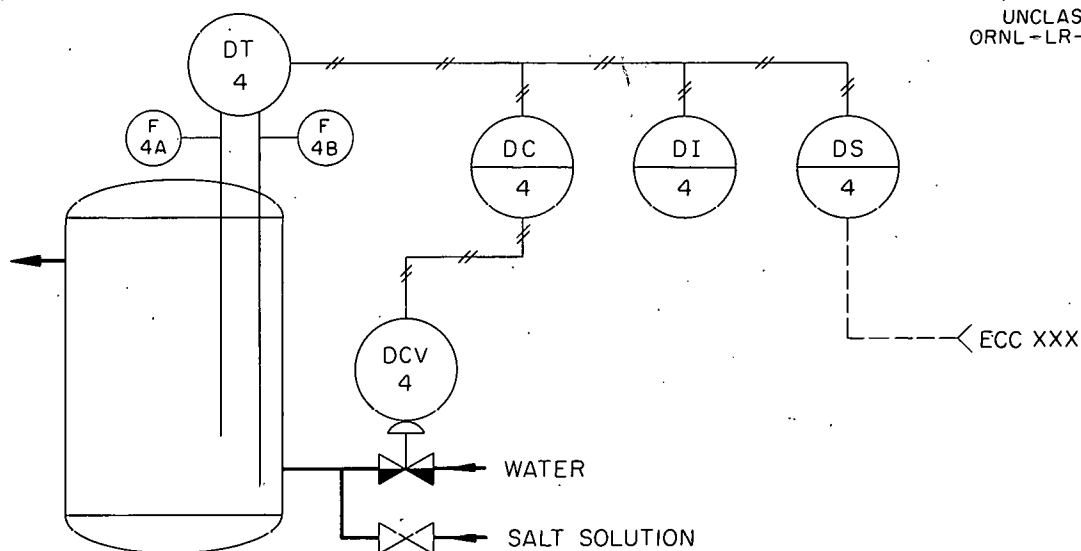 UNCLAS
ORNL-LR-
DT
4
F
4A
F
4B
DC
4
DI
4
DS
4
DCV
4
ECC XXX
WATER
SALT SOLUTION